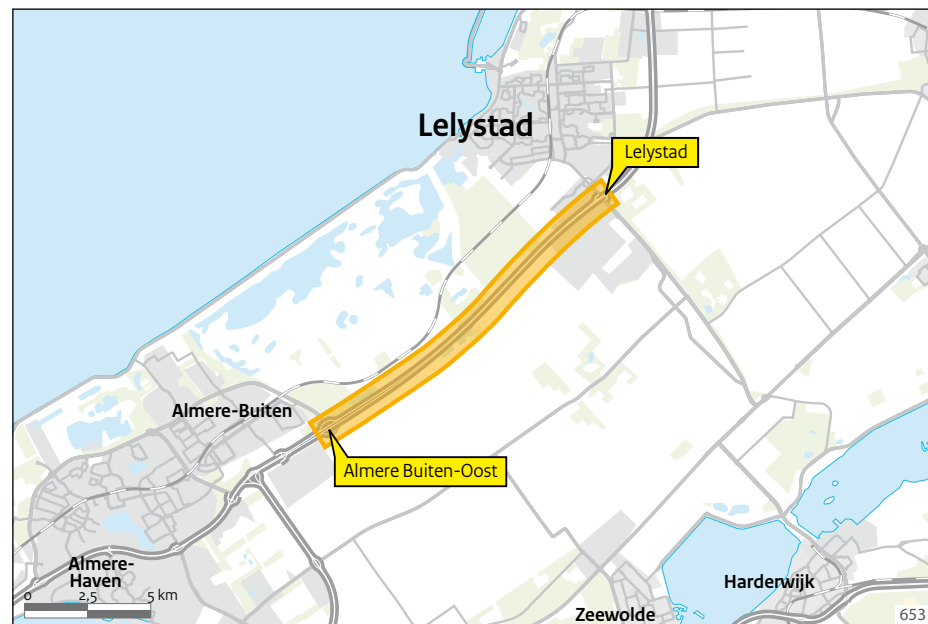 Lelystad
Lelystad
Almere-Buiten
Almere Buiten-Oost
Almere-
Haven
0 2,5 5 km
Harderwijk
Zeewolde
653